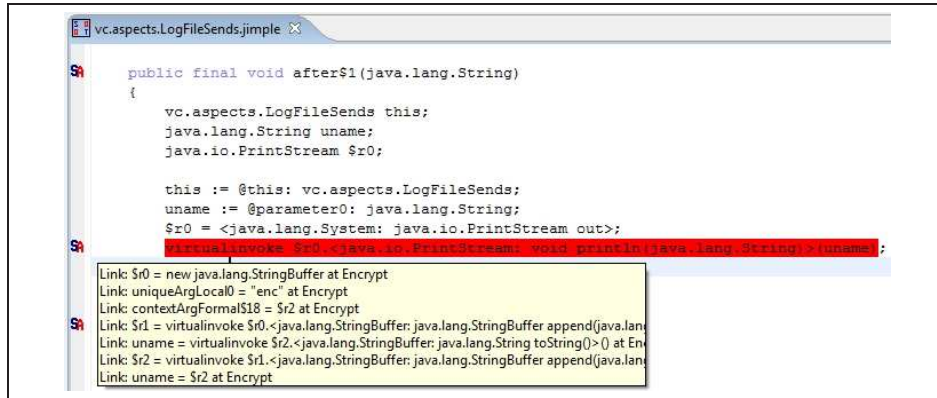 vc.aspects.LogFileSends.jimple
public final void after$1(java.lang.String)
{
vc.aspects.LogFileSends this;
java.lang.String uname;
java.io.PrintStream $r0;
this := @this: vc.aspects.LogFileSends;
uname := @parameter0: java.lang.String;
$r0 = <java.lang.System: java.io.PrintStream out>;
virtualinvoke $r0.<java.io.PrintStream: void println(java.lang.String)>(uname);
Link: $r0 = new java.lang.StringBuffer at Encrypt
Link: uniqueArgLocal0 = "enc" at Encrypt
Link: contextArgFormal$18 = $r2 at Encrypt
Link: $r1 = virtualinvoke $r0.<java.lang.StringBuffer: java.lang.StringBuffer append(java.lang
Link: uname = virtualinvoke $r2.<java.lang.StringBuffer: java.lang.String toString()>() at En
Link: $r2 = virtualinvoke $r1.<java.lang.StringBuffer: java.lang.StringBuffer append(java.lang
Link: uname = $r2 at Encrypt